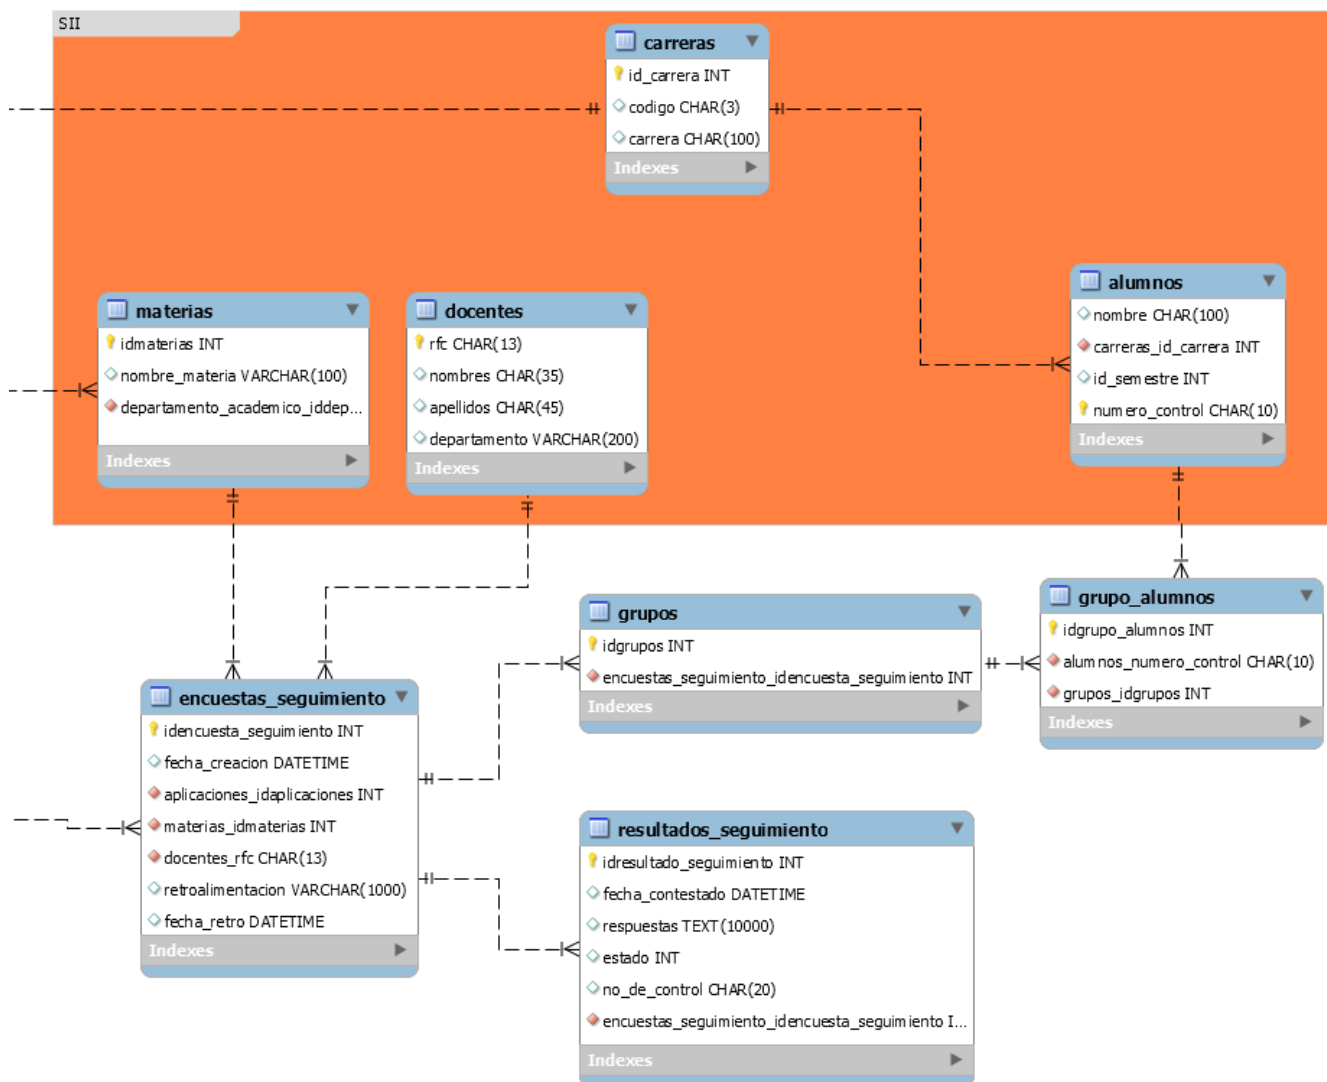 SII
carreras
id_carrera INT
codigo CHAR(3)
carrera CHAR(100)
Indexes
materias
idmaterias INT
nombre_materia VARCHAR(100)
departamento_academico_iddep...
Indexes
docentes
rfc CHAR(13)
nombres CHAR(35)
apellidos CHAR(45)
departamento VARCHAR(200)
Indexes
alumnos
nombre CHAR(100)
carreras_id_carrera INT
id_semestre INT
numero_control CHAR(10)
Indexes
grupos
idgrupos INT
encuestas_seguimiento_idencuesta_seguimiento INT
Indexes
grupo_alumnos
idgrupo_alumnos INT
alumnos_numero_control CHAR(10)
grupos_idgrupos INT
Indexes
encuestas_seguimiento
idencuesta_seguimiento INT
fecha_creacion DATETIME
aplicaciones_idaplicaciones INT
materias_idmaterias INT
docentes_rfc CHAR(13)
retroalimentacion VARCHAR(1000)
fecha_retro DATETIME
Indexes
resultados_seguimiento
idresultado_seguimiento INT
fecha_contestado DATETIME
respuestas TEXT(10000)
estado INT
no_de_control CHAR(20)
encuestas_seguimiento_idencuesta_seguimiento I...
Indexes